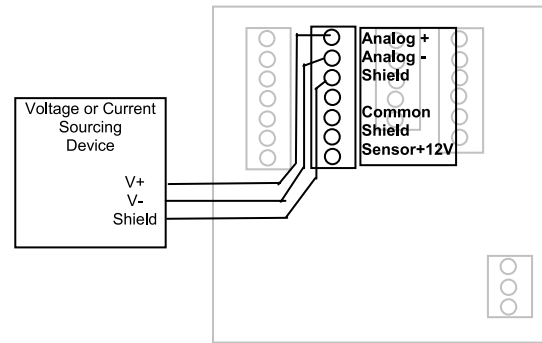 Voltage or Current
Sourcing
Device
V+
V-
Shield
Analog +
Analog -
Shield
Common
Shield
Sensor+12V